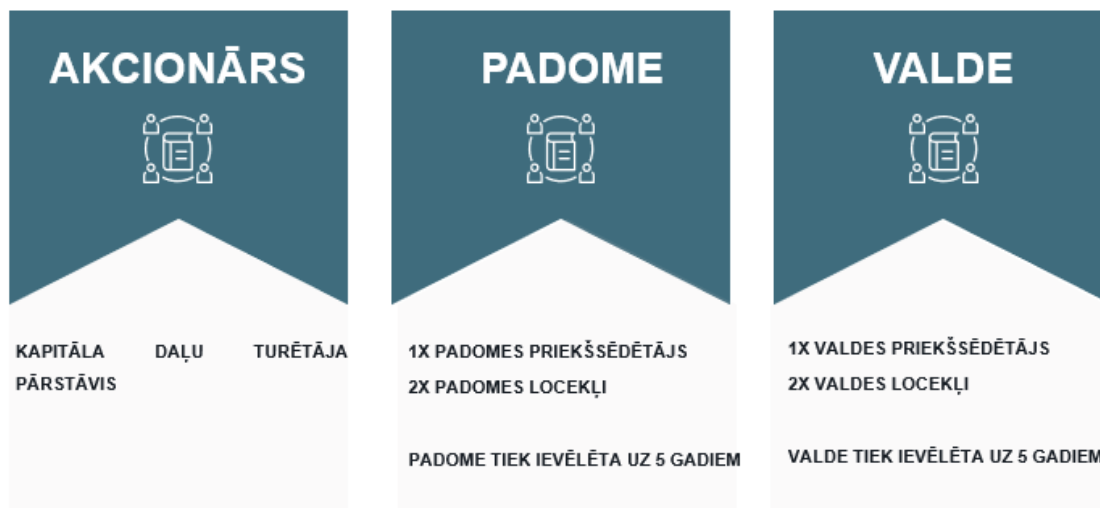 AKCIONĀRS
KAPITĀLA DAĻU TURĒTĀJA
PĀRSTĀVIS
PADOME
1X PADOMES PRIEKŠSĒDĒTĀJS
2X PADOMES LOCEKĻI
PADOME TIEK IEVĒLĒTA UZ 5 GADIEM
VALDE
1X VALDES PRIEKŠSĒDĒTĀJS
2X VALDES LOCEKĻI
VALDE TIEK IEVĒLĒTA UZ 5 GADIEM